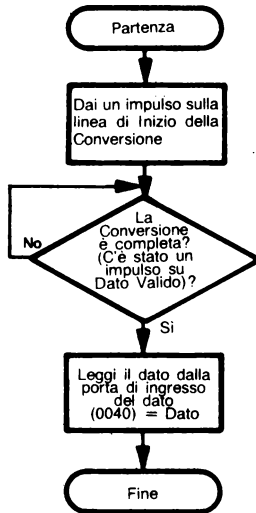 Partenza
Dai un impulso sulla
linea di Inizio della
Conversione
La
Conversione
è completa?
(C'è stato un
impulso su
Dato Valido)?
No
Sì
Leggi il dato dalla
porta di ingresso
del dato
(0040) = Dato
Fine